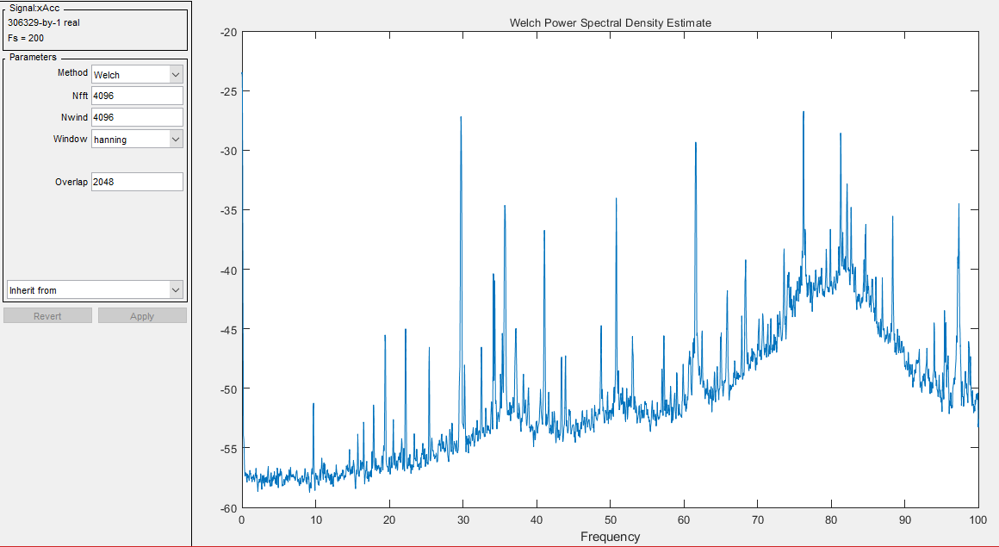 Signal:xAcc
306329-by-1 real
Fs = 200
Parameters
Method Welch
Nfft 4096
Nwind 4096
Window hanning
Overlap 2048
Inherit from
Revert Apply
Welch Power Spectral Density Estimate
-20
-25
-30
-35
-40
-45
-50
-55
-60
0 10 20 30 40 50 60 70 80 90 100
Frequency